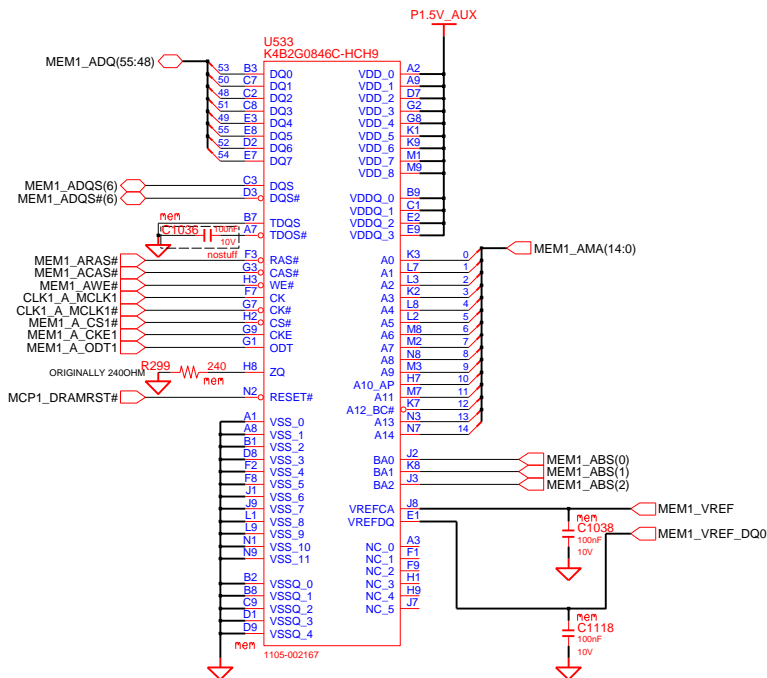 P1.5V_AUX
U533
K4B2G0846C-HCH9
MEM1_ADQ(55:48)
53 B3 DQ0
50 C7 DQ1
48 C2 DQ2
51 C8 DQ3
49 E3 DQ4
55 E8 DQ5
52 D2 DQ6
54 E7 DQ7
MEM1_ADQS(6) C3 DQS
MEM1_ADQS#(6) D3 DQS#
mem B7 TDQS
C1036 100nF A7 TDOS#
10V
nostuff
MEM1_ARAS# F3 RAS#
MEM1_ACAS# G3 CAS#
MEM1_AWE# H3 WE#
CLK1_A_MCLK1 F7 CK
CLK1_A_MCLK1# G7 CK#
MEM1_A_CS1# H2 CS#
MEM1_A_CKE1 G9 CKE
MEM1_A_ODT1 G1 ODT
ORIGINALLY 240OHM R299 240 H8 ZQ
mem
MCP1_DRAMRST# N2 RESET#
A1 VSS_0
A8 VSS_1
B1 VSS_2
D8 VSS_3
F2 VSS_4
F8 VSS_5
J1 VSS_6
J9 VSS_7
L1 VSS_8
L9 VSS_9
N1 VSS_10
N9 VSS_11
B2 VSSQ_0
B8 VSSQ_1
C9 VSSQ_2
D1 VSSQ_3
D9 VSSQ_4
mem
1105-002167
VDD_0 A2
VDD_1 A9
VDD_2 D7
VDD_3 G2
VDD_4 G8
VDD_5 K1
VDD_6 K9
VDD_7 M1
VDD_8 M9
VDDQ_0 B9
VDDQ_1 C1
VDDQ_2 E2
VDDQ_3 E9
MEM1_AMA(14:0)
A0 K3 0
A1 L7 1
A2 L3 2
A3 K2 3
A4 L8 4
A5 L2 5
A6 M8 6
A7 M2 7
A8 N8 8
A9 M3 9
A10_AP H7 10
A11 M7 11
A12_BC# K7 12
A13 N3 13
A14 N7 14
BA0 J2 MEM1_ABS(0)
BA1 K8 MEM1_ABS(1)
BA2 J3 MEM1_ABS(2)
VREFCA J8 MEM1_VREF
VREFDQ E1
mem
C1038
100nF
10V
MEM1_VREF_DQ0
NC_0 A3
NC_1 F1
NC_2 F9
NC_3 H1
NC_4 H9
NC_5 J7
mem
C1118
100nF
10V